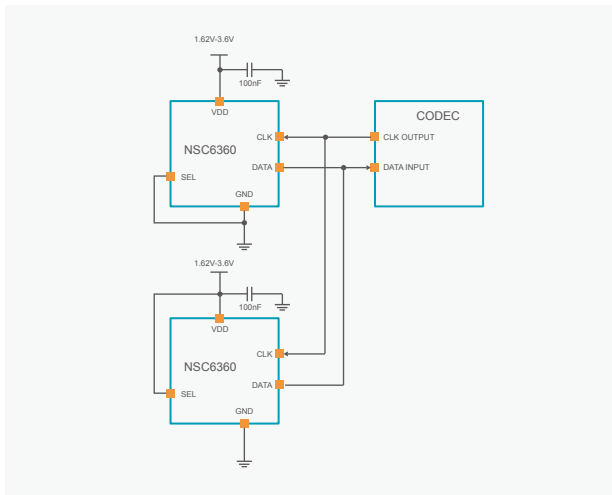 1.62V-3.6V
100nF
VDD
CODEC
CLK
CLK OUTPUT
NSC6360
DATA
DATA INPUT
SEL
GND
1.62V-3.6V
100nF
VDD
CLK
NSC6360
DATA
SEL
GND